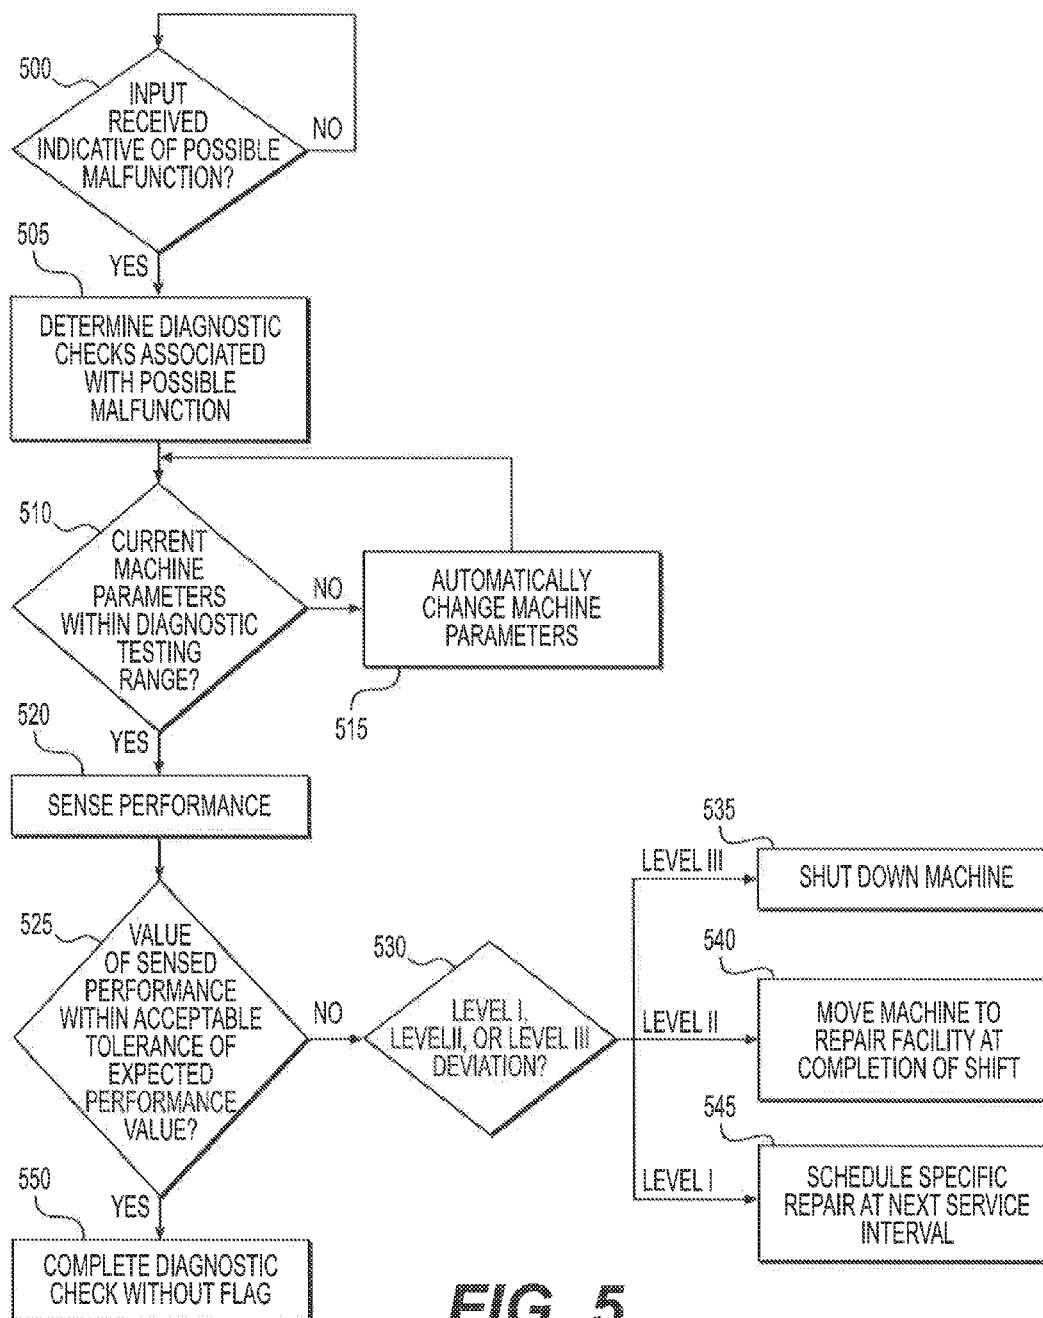 500
INPUT
RECEIVED
INDICATIVE OF POSSIBLE
MALFUNCTION?
NO
505
YES
DETERMINE DIAGNOSTIC
CHECKS ASSOCIATED
WITH POSSIBLE
MALFUNCTION
510
CURRENT
MACHINE
PARAMETERS
WITHIN DIAGNOSTIC
TESTING
RANGE?
NO
AUTOMATICALLY
CHANGE MACHINE
PARAMETERS
515
520
YES
SENSE PERFORMANCE
525
VALUE
OF SENSED
PERFORMANCE
WITHIN ACCEPTABLE
TOLERANCE OF
EXPECTED
PERFORMANCE
VALUE?
NO
530
LEVEL I,
LEVELII, OR LEVEL III
DEVIATION?
LEVEL III
535
SHUT DOWN MACHINE
LEVEL II
540
MOVE MACHINE TO
REPAIR FACILITY AT
COMPLETION OF SHIFT
LEVEL I
545
SCHEDULE SPECIFIC
REPAIR AT NEXT SERVICE
INTERVAL
550
YES
COMPLETE DIAGNOSTIC
CHECK WITHOUT FLAG
FIG. 5